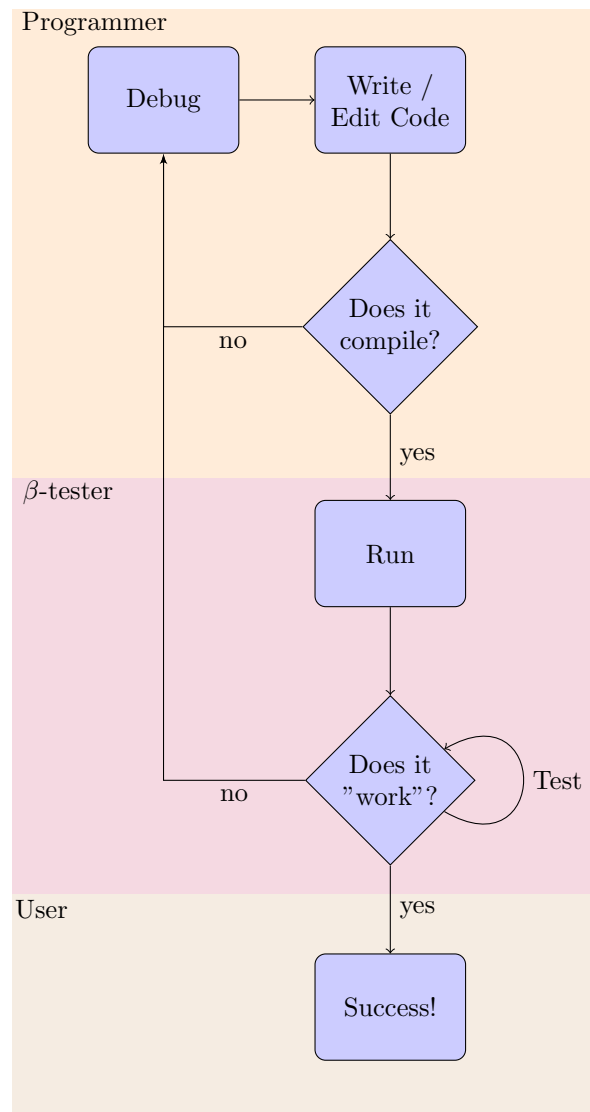 Programmer
Debug
Write /
Edit Code
Does it
compile?
no
yes
β-tester
Run
Does it
”work”?
Test
no
yes
User
Success!